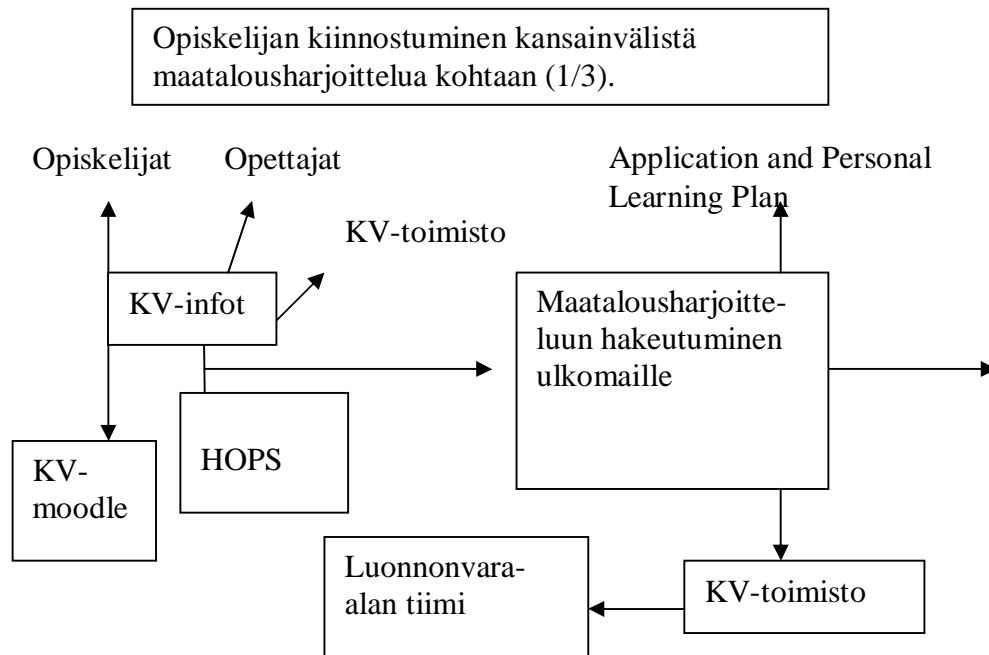 Opiskelijan kiinnostuminen kansainvälistä
maatalousharjoittelua kohtaan (1/3).
Opiskelijat
Opettajat
Application and Personal
Learning Plan
KV-toimisto
KV-infot
Maatalousharjoitte-
luun hakeutuminen
ulkomaille
HOPS
KV-
moodle
Luonnonvara-
alan tiimi
KV-toimisto